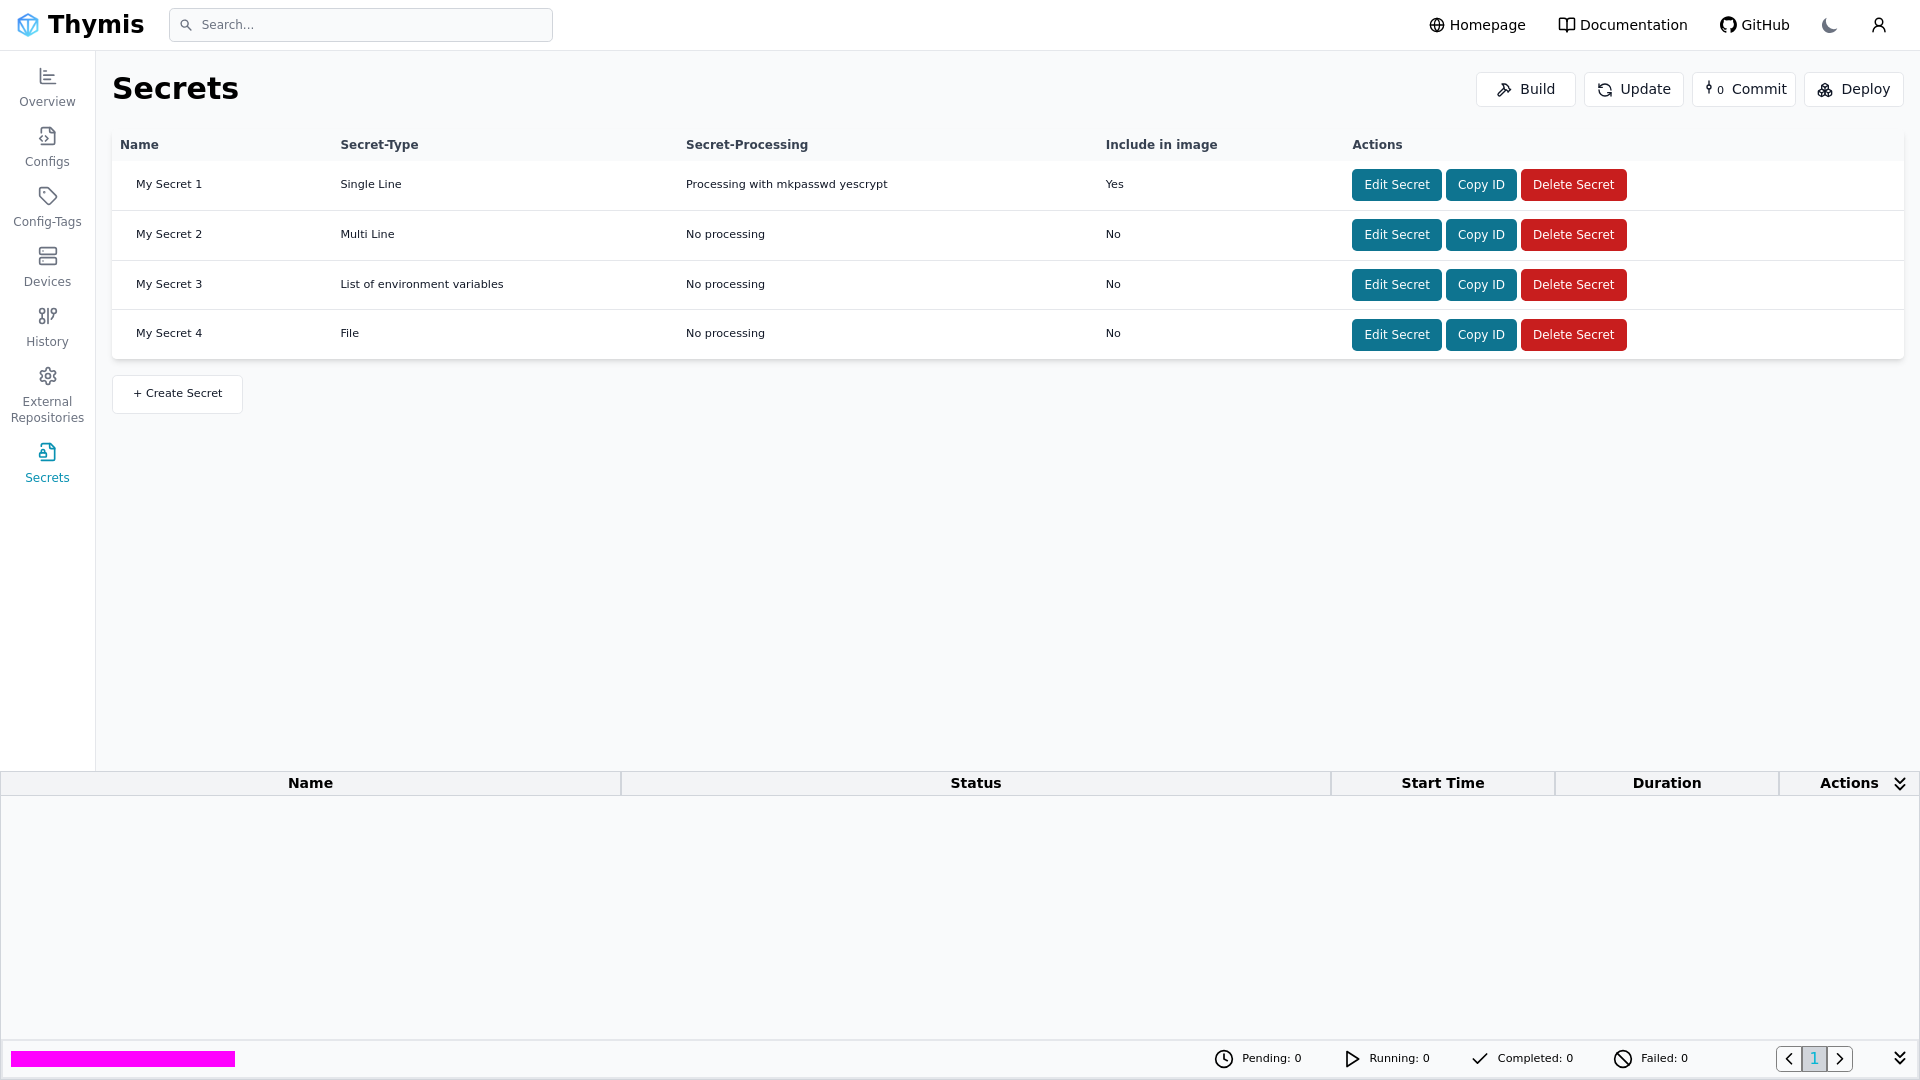 Thymis
Search...
Homepage
Documentation
GitHub
Overview
Configs
Config-Tags
Devices
History
External
Repositories
Secrets
Secrets
Build
Update
0 Commit
Deploy
Name Secret-Type Secret-Processing Include in image Actions
My Secret 1 Single Line Processing with mkpasswd yescrypt Yes Edit Secret Copy ID Delete Secret
My Secret 2 Multi Line No processing No Edit Secret Copy ID Delete Secret
My Secret 3 List of environment variables No processing No Edit Secret Copy ID Delete Secret
My Secret 4 File No processing No Edit Secret Copy ID Delete Secret
+ Create Secret
Name Status Start Time Duration Actions
Pending: 0 Running: 0 Completed: 0 Failed: 0 1